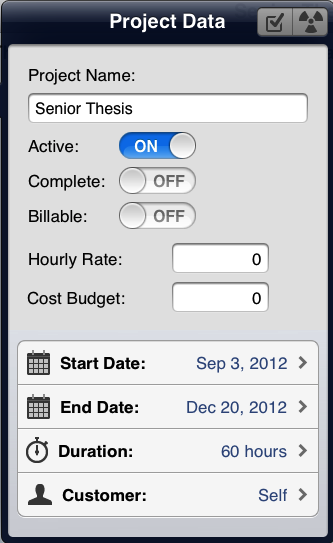 Project Data
Project Name:
Senior Thesis
Active: ON
Complete: OFF
Billable: OFF
Hourly Rate: 0
Cost Budget: 0
Start Date: Sep 3, 2012
End Date: Dec 20, 2012
Duration: 60 hours
Customer: Self